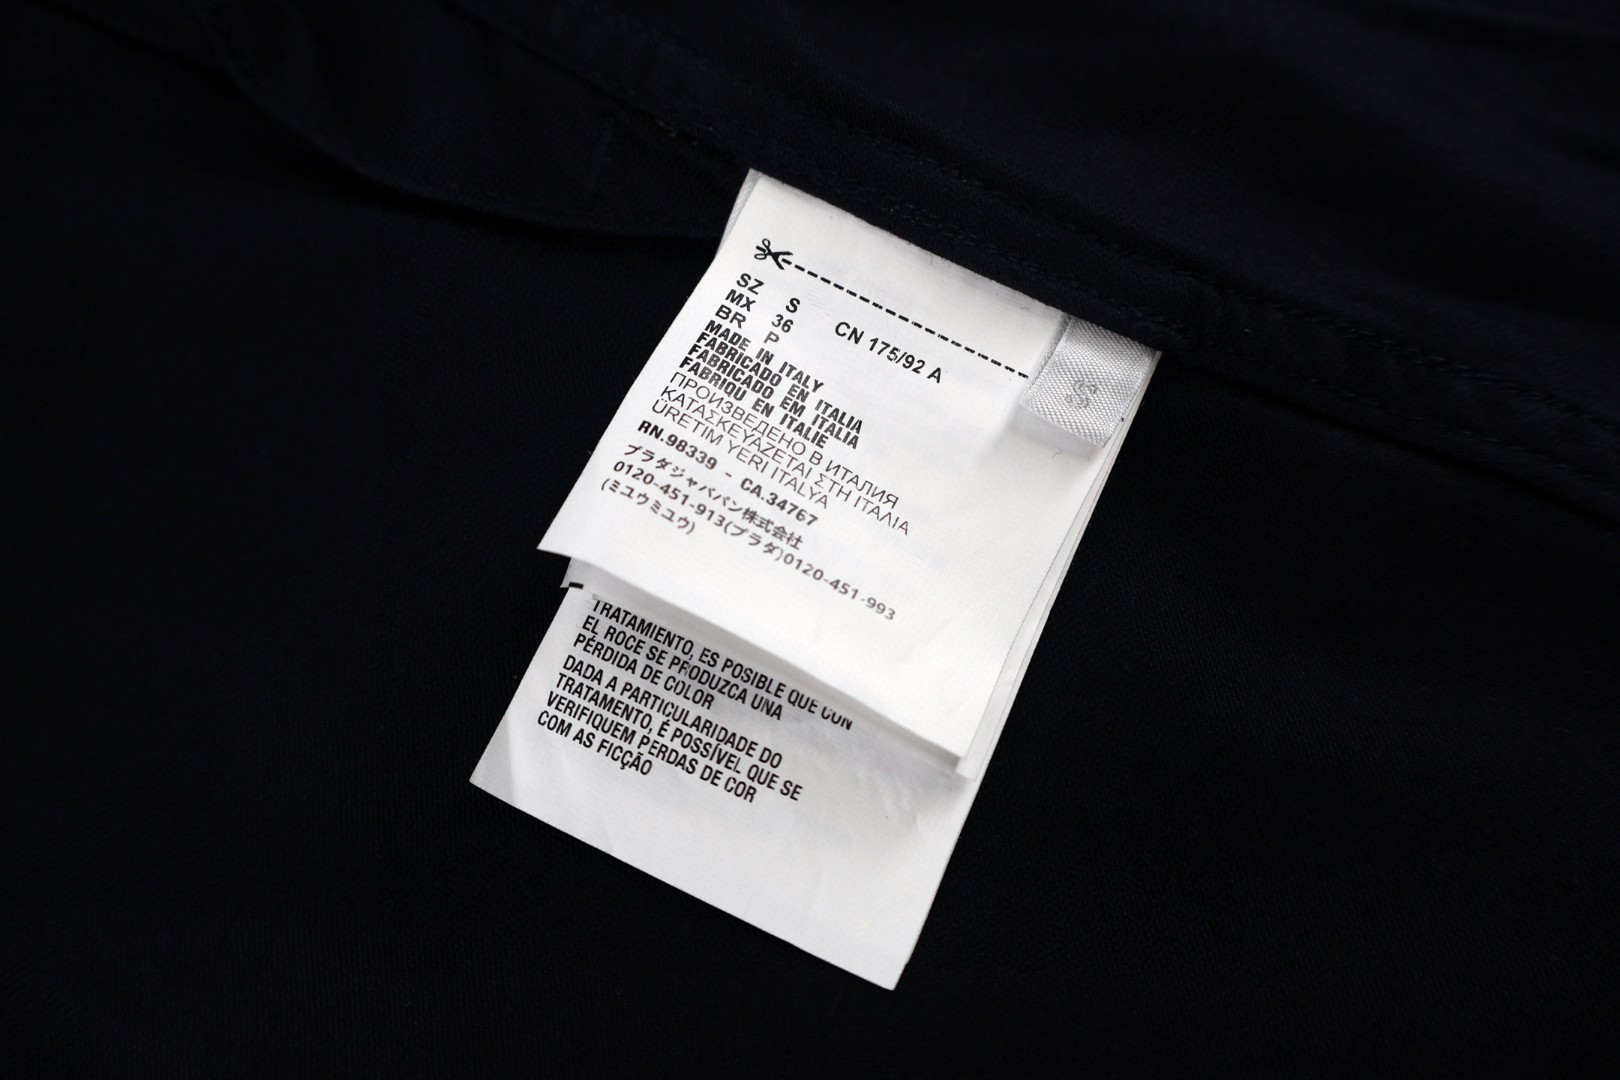 SZ S
MX 36 CN 175/92 A
BR P
MADE IN ITALY
FABRICADO EN ITALIA
FABRICADO EM ITALIA
FABRIQU EN ITALIE
ПРОИЗВЕДЕНО В ИТАЛИЯ
ΚΑΤΑΣΚΕΥΑΖΕΤΑΙ ΣΤΗ ΙΤΑΛΙΑ
ÜRETIM YERI ITALYA
RN.98339 - CA.34767
プラダジャパパン株式会社
0120-451-913(プラダ)0120-451-993
(ミユウミユウ)
TRATAMIENTO, ES POSIBLE QUE CON
EL ROCE SE PRODUZCA UNA
PÉRDIDA DE COLOR
DADA A PARTICULARIDADE DO
TRATAMENTO, É POSSÍVEL QUE SE
VERIFIQUEM PERDAS DE COR
COM AS FICÇÃO